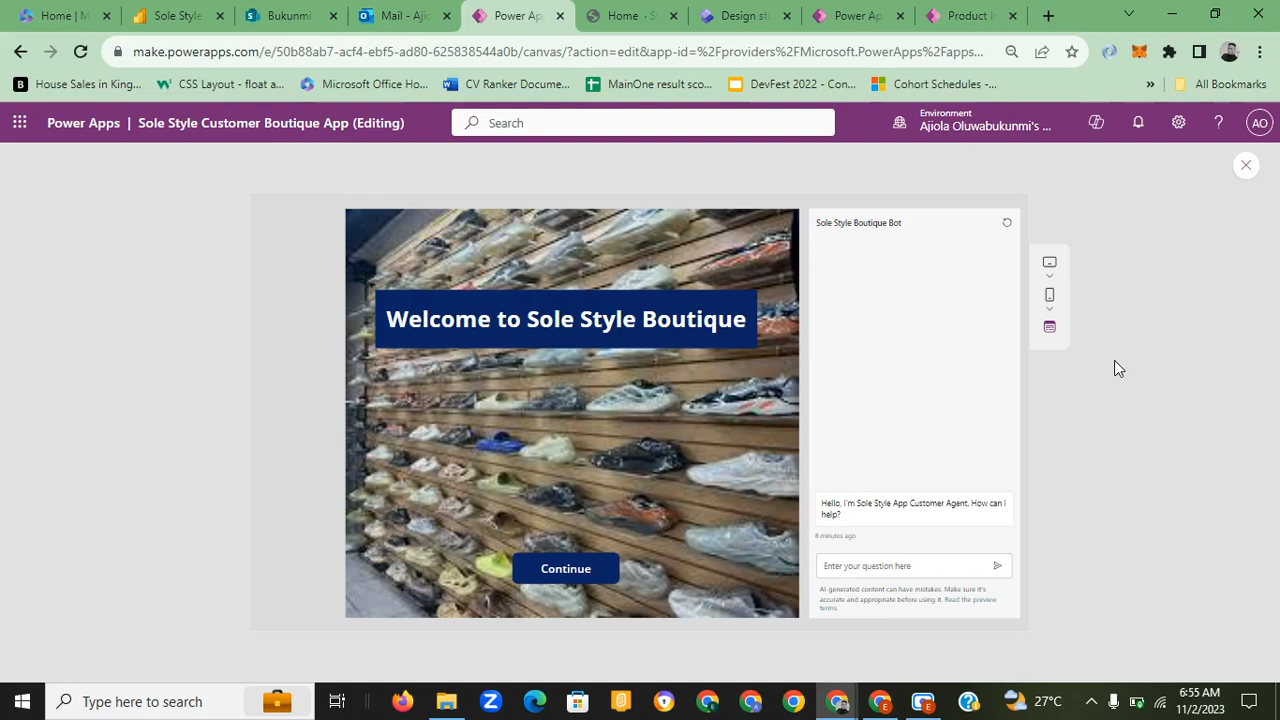 Home | M
Sole Style
Bukunmi -
Mail - Ajio
Power Ap
Home - S
Design stu
Power Ap
Product I
make.powerapps.com/e/50b88ab7-acf4-ebf5-ad80-625838544a0b/canvas/?action=edit&app-id=%2Fproviders%2FMicrosoft.PowerApps%2Fapps...
House Sales in King...
CSS Layout - float a...
Microsoft Office Ho...
CV Ranker Docume...
MainOne result sco...
DevFest 2022 - Con...
Cohort Schedules -...
»
All Bookmarks
Power Apps | Sole Style Customer Boutique App (Editing)
Search
Environment
Ajiola Oluwabukunmi's ...
AO
Sole Style Boutique Bot
Welcome to Sole Style Boutique
Hello, I'm Sole Style App Customer Agent. How can I
help?
8 minutes ago
Continue
Enter your question here
AI-generated content can have mistakes. Make sure it's
accurate and appropriate before using it. Read the preview
terms.
Type here to search
27°C
6:55 AM
11/2/2023